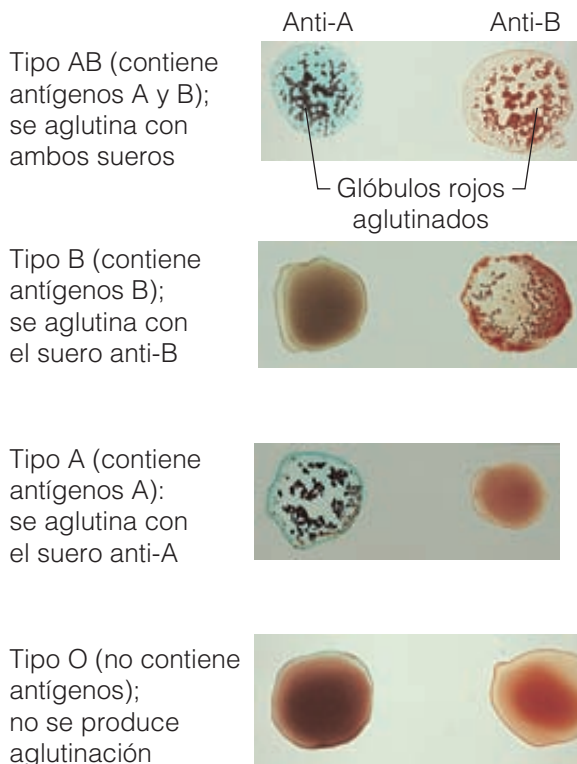 Anti-A Anti-B
Tipo AB (contiene
antígenos A y B);
se aglutina con
ambos sueros
Glóbulos rojos
aglutinados
Tipo B (contiene
antígenos B);
se aglutina con
el suero anti-B
Tipo A (contiene
antígenos A):
se aglutina con
el suero anti-A
Tipo O (no contiene
antígenos);
no se produce
aglutinación